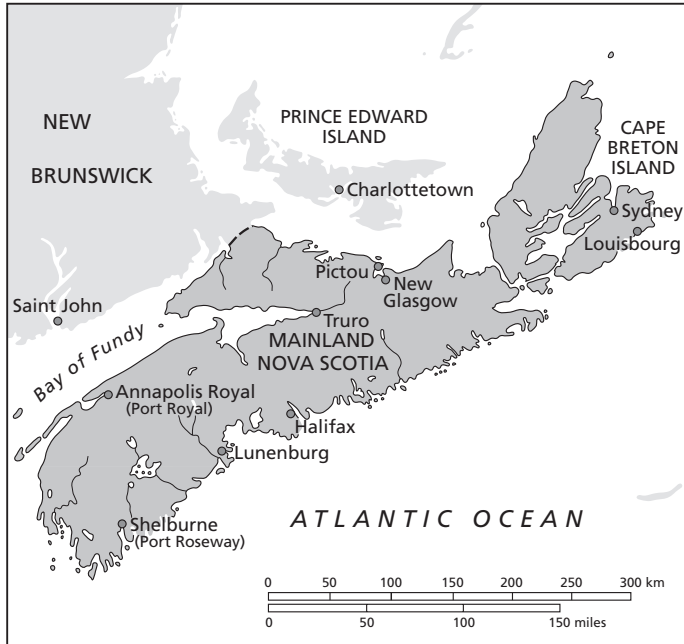 NEW
BRUNSWICK
PRINCE EDWARD
ISLAND
CAPE
BRETON
ISLAND
Charlottetown
Sydney
Louisbourg
Pictou
New
Glasgow
Saint John
Truro
MAINLAND
NOVA SCOTIA
Bay of Fundy
Annapolis Royal
(Port Royal)
Halifax
Lunenburg
Shelburne
(Port Roseway)
ATLANTIC OCEAN
0 50 100 150 200 250 300 km
0 50 100 150 miles